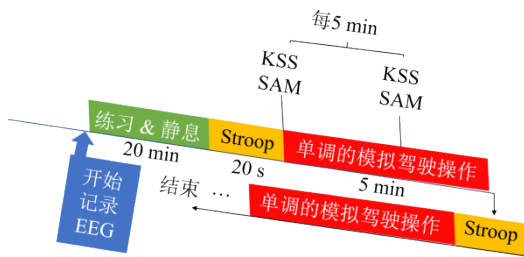 每5 min
KSS
SAM
KSS
SAM
练习 & 静息
Stroop
单调的模拟驾驶操作
20 min
20 s
5 min
开始
记录
EEG
结束 …
单调的模拟驾驶操作
Stroop